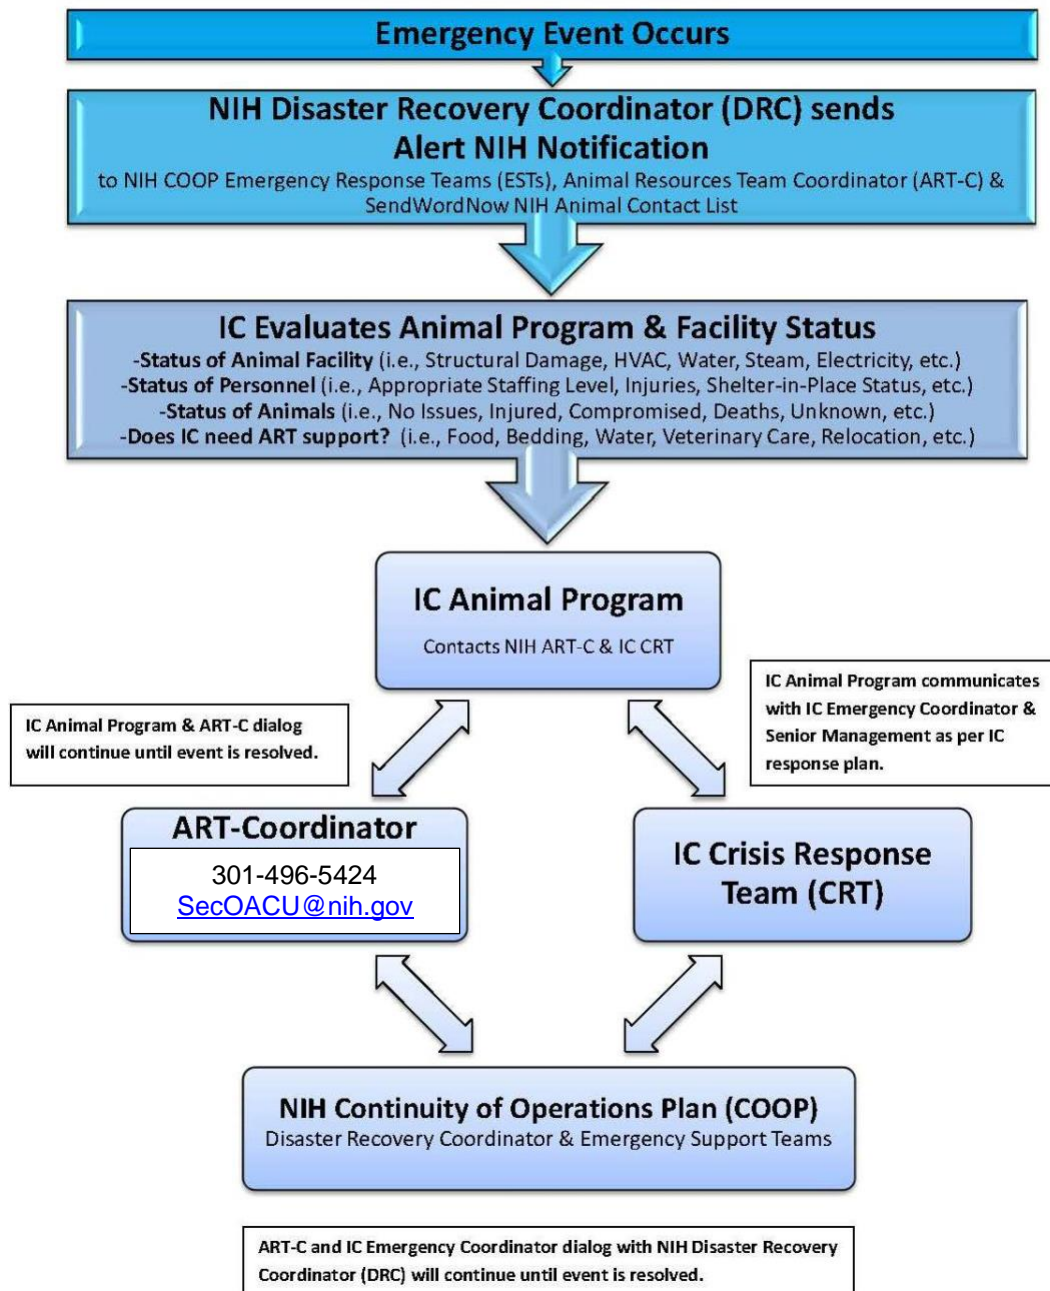 Emergency Event Occurs
NIH Disaster Recovery Coordinator (DRC) sends
Alert NIH Notification
to NIH COOP Emergency Response Teams (ESTs), Animal Resources Team Coordinator (ART-C) &
SendWordNow NIH Animal Contact List
IC Evaluates Animal Program & Facility Status
-Status of Animal Facility (i.e., Structural Damage, HVAC, Water, Steam, Electricity, etc.)
-Status of Personnel (i.e., Appropriate Staffing Level, Injuries, Shelter-in-Place Status, etc.)
-Status of Animals (i.e., No Issues, Injured, Compromised, Deaths, Unknown, etc.)
-Does IC need ART support? (i.e., Food, Bedding, Water, Veterinary Care, Relocation, etc.)
IC Animal Program
Contacts NIH ART-C & IC CRT
IC Animal Program & ART-C dialog
will continue until event is resolved.
IC Animal Program communicates
with IC Emergency Coordinator &
Senior Management as per IC
response plan.
ART-Coordinator
301-496-5424
SecOACU@nih.gov
IC Crisis Response
Team (CRT)
NIH Continuity of Operations Plan (COOP)
Disaster Recovery Coordinator & Emergency Support Teams
ART-C and IC Emergency Coordinator dialog with NIH Disaster Recovery
Coordinator (DRC) will continue until event is resolved.